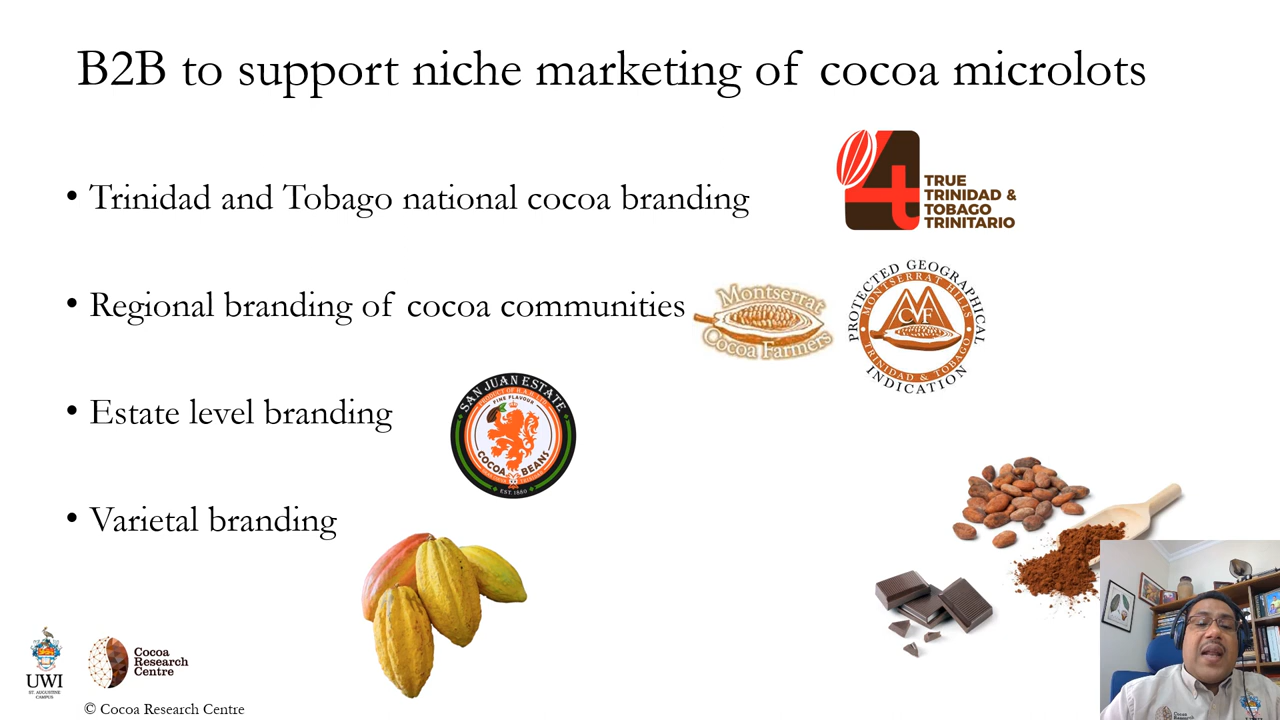 B2B to support niche marketing of cocoa microlots
• Trinidad and Tobago national cocoa branding
TRUE
TRINIDAD &
TOBAGO
TRINITARIO
• Regional branding of cocoa communities
Montserrat
Cocoa Farmers
PROTECTED GEOGRAPHICAL
MONTSERRAT HILLS
CVF
TRINIDAD & TOBAGO
INDICATION
• Estate level branding
SAN JUAN ESTATE
FINE FLAVOUR
COCOA BEANS
EST. 1880
• Varietal branding
UWI
ST. AUGUSTINE
CAMPUS
Cocoa
Research
Centre
© Cocoa Research Centre